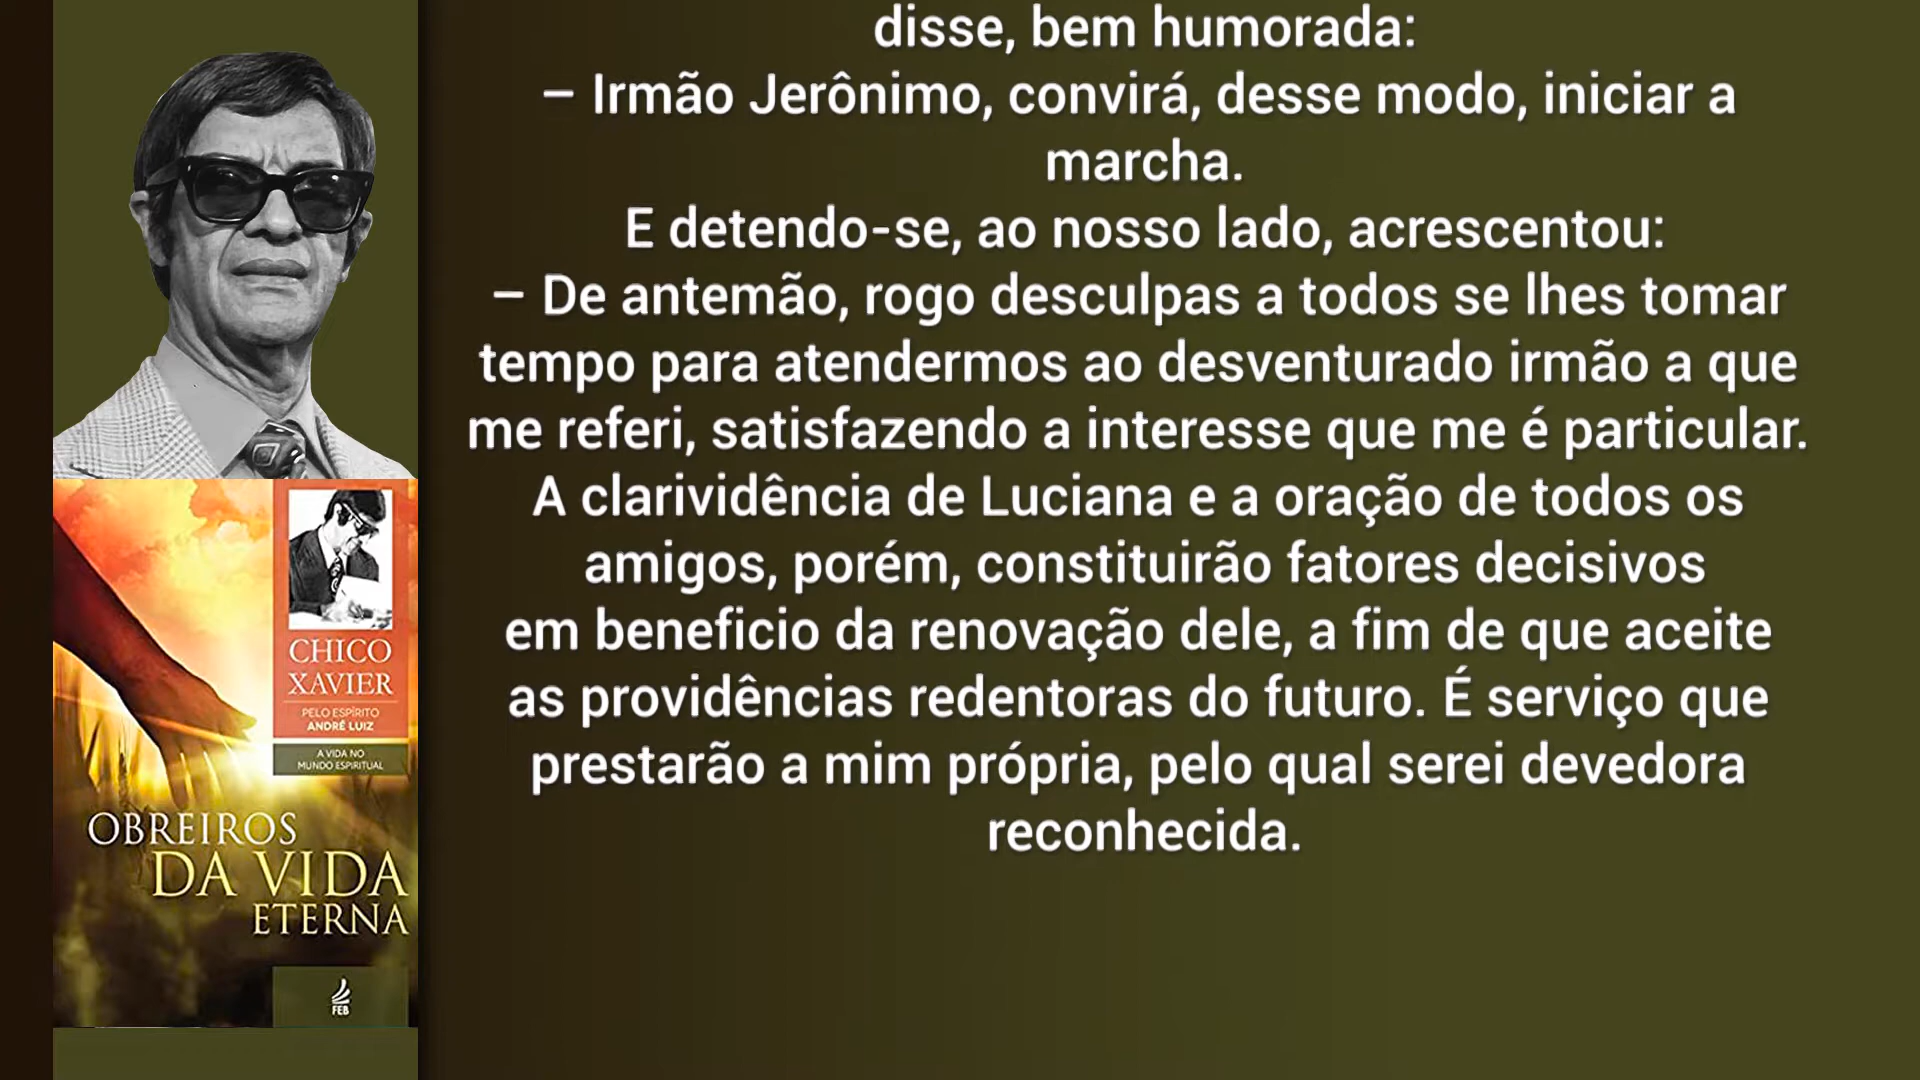 disse, bem humorada:
– Irmão Jerônimo, convirá, desse modo, iniciar a
marcha.
E detendo-se, ao nosso lado, acrescentou:
– De antemão, rogo desculpas a todos se lhes tomar
tempo para atendermos ao desventurado irmão a que
me referi, satisfazendo a interesse que me é particular.
A clarividência de Luciana e a oração de todos os
amigos, porém, constituirão fatores decisivos
em beneficio da renovação dele, a fim de que aceite
as providências redentoras do futuro. É serviço que
prestarão a mim própria, pelo qual serei devedora
reconhecida.
CHICO
XAVIER
PELO ESPÍRITO
ANDRÉ LUIZ
A VIDA NO
MUNDO ESPIRITUAL
OBREIROS
DA VIDA
ETERNA
FEB